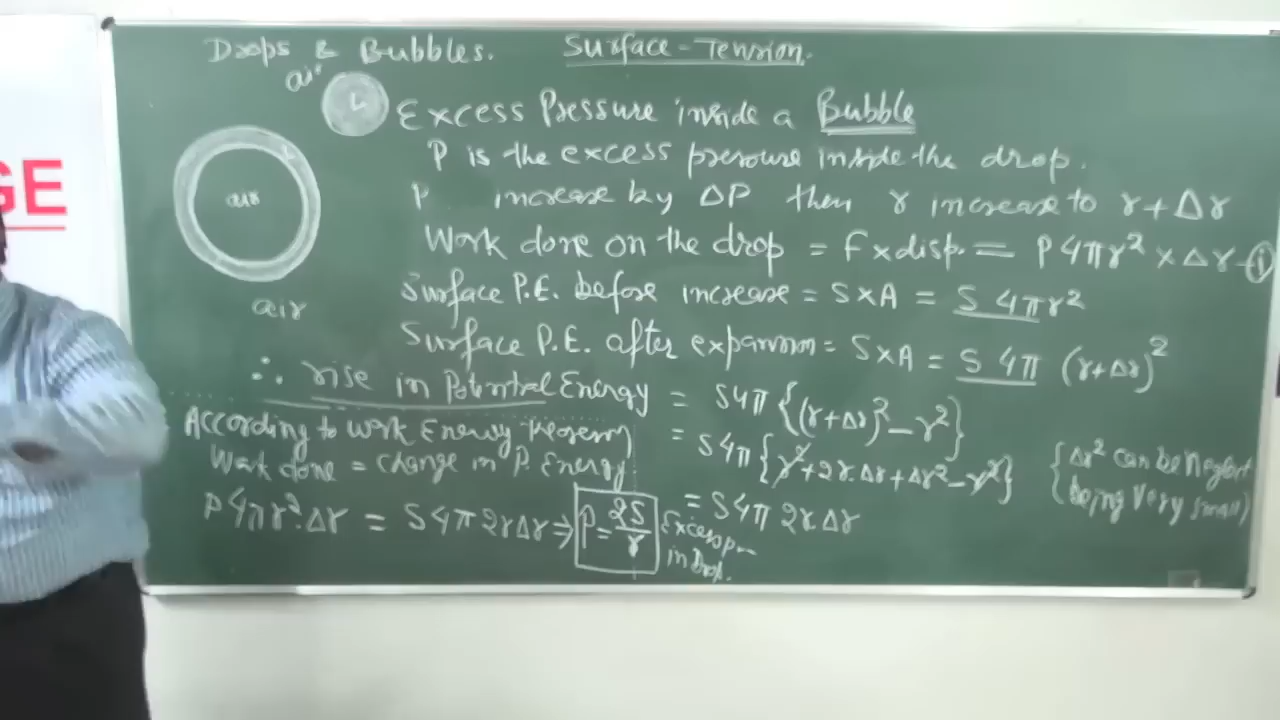 Drops & Bubbles.
Surface-Tension.
air
L
Excess Pressure inside a Bubble
L
air
air
P is the excess pressure inside the drop.
P increase by ΔP then r increase to r+Δr
Work done on the drop = F x disp. = P4πr² x Δr - (i)
Surface P.E. before increase = S x A = S 4πr²
Surface P.E. after expansion = S x A = S 4π (r+Δr)²
∴ rise in Potential Energy = S4π {(r+Δr)² - r²}
= S4π {r² + 2r.Δr + Δr² - r²} {Δr² can be Neglect being very small}
= S4π 2rΔr
According to work Energy theorem
Work done = change in P. Energy
P4πr².Δr = S4π2rΔr ⇒ P = 2S/r
Excess in Drop.
GE